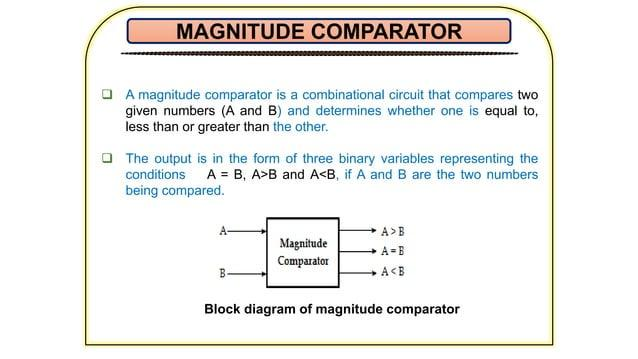 MAGNITUDE COMPARATOR
A magnitude comparator is a combinational circuit that compares two
given numbers (A and B) and determines whether one is equal to,
less than or greater than the other.
The output is in the form of three binary variables representing the
conditions A = B, A>B and A<B, if A and B are the two numbers
being compared.
A
B
Magnitude
Comparator
A > B
A = B
A < B
Block diagram of magnitude comparator